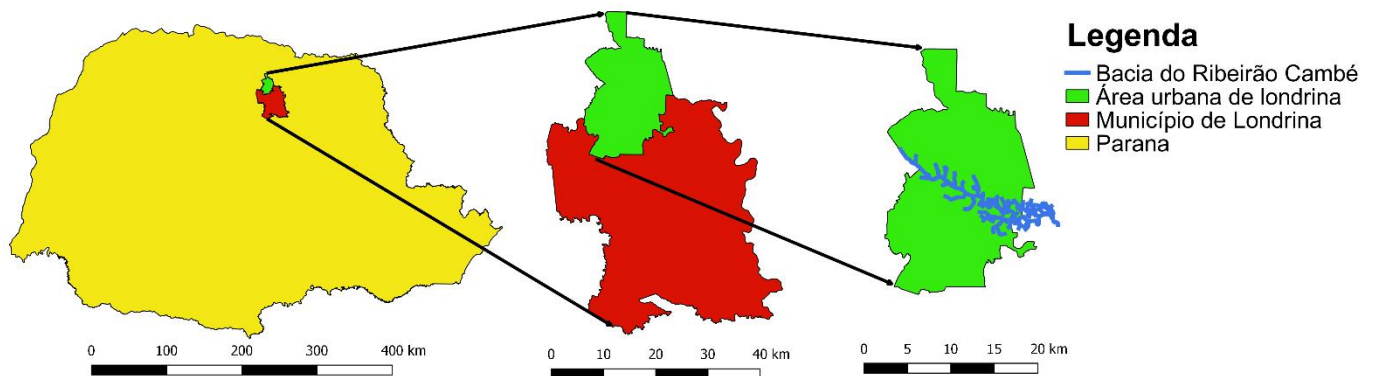 Legenda
Bacia do Ribeirão Cambé
Área urbana de londrina
Município de Londrina
Parana
0 100 200 300 400 km
0 10 20 30 40 km
0 5 10 15 20 km